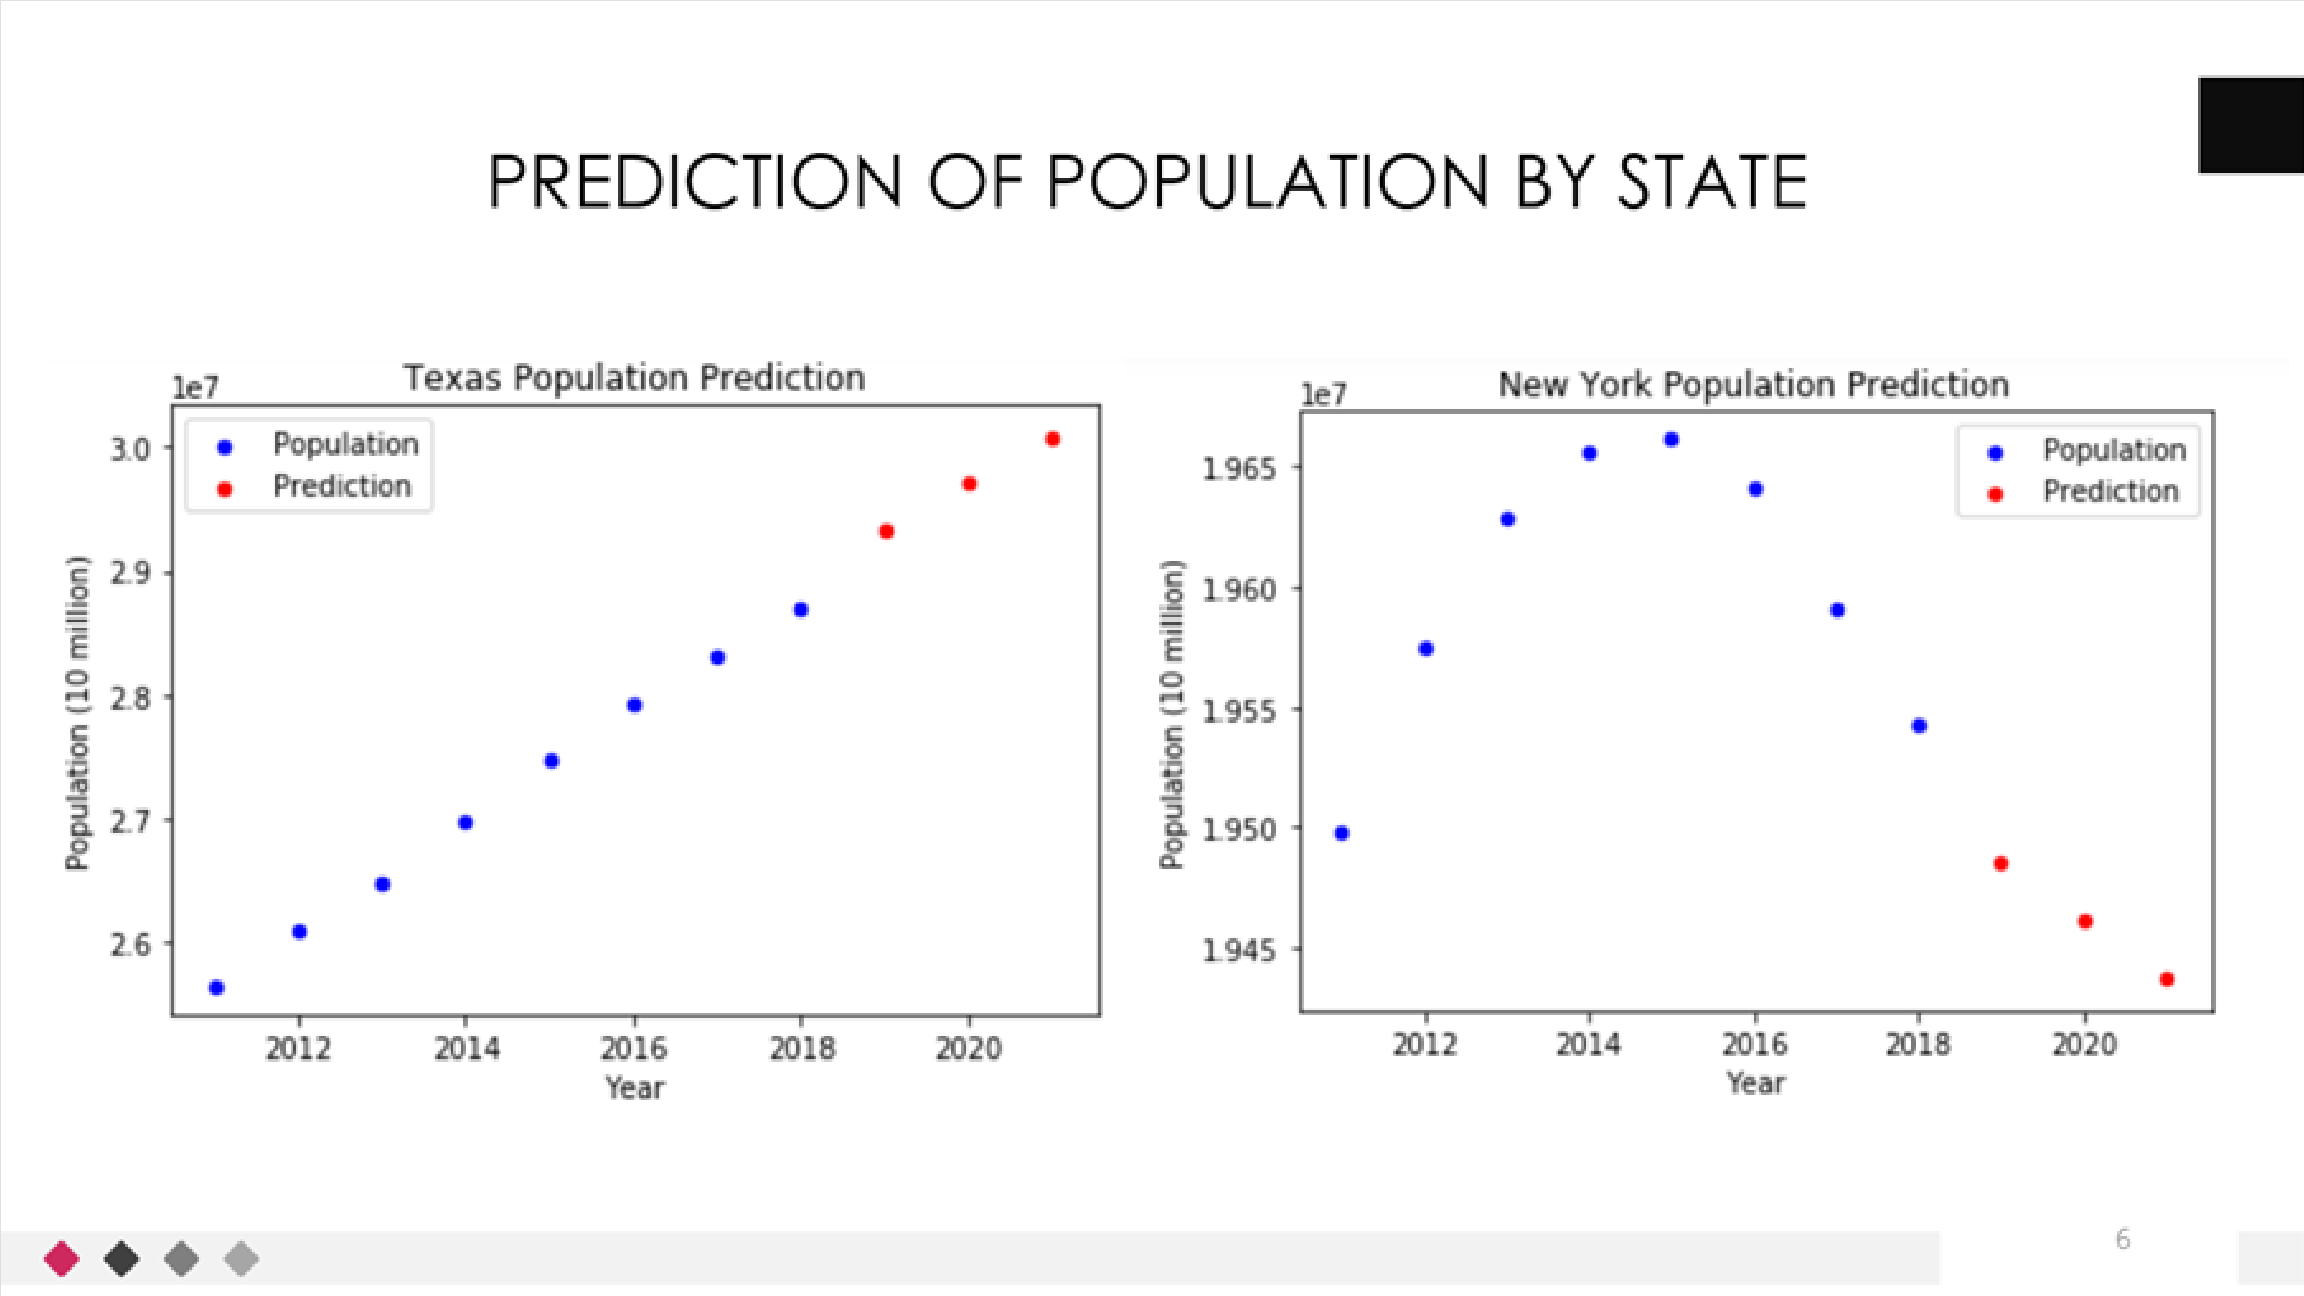 PREDICTION OF POPULATION BY STATE
Texas Population Prediction
1e7
Population
Prediction
3.0
2.9
2.8
2.7
2.6
Population (10 million)
2012 2014 2016 2018 2020
Year
New York Population Prediction
1e7
Population
Prediction
1.965
1.960
1.955
1.950
1.945
Population (10 million)
2012 2014 2016 2018 2020
Year
6